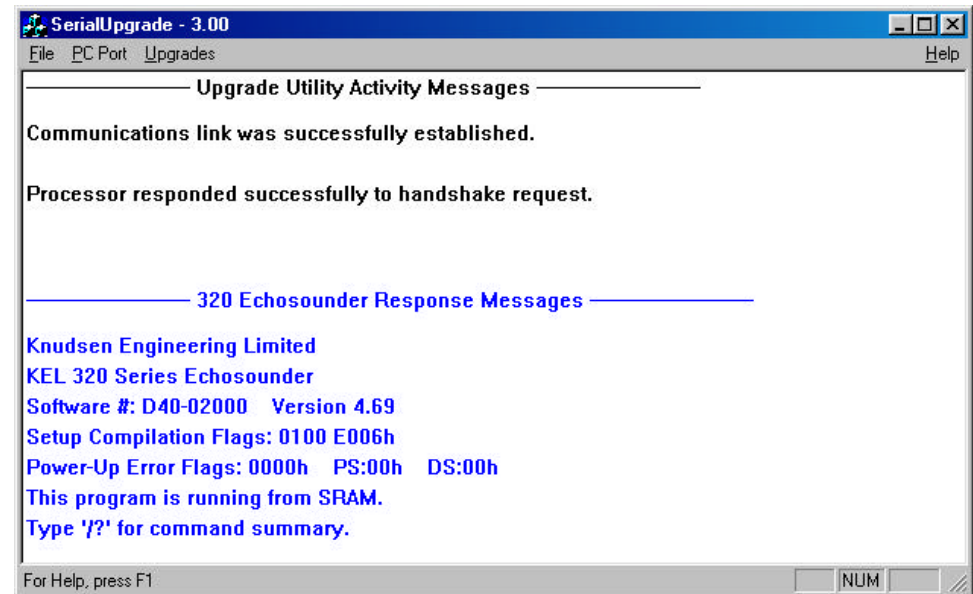 SerialUpgrade - 3.00
File PC Port Upgrades Help
Upgrade Utility Activity Messages
Communications link was successfully established.
Processor responded successfully to handshake request.
320 Echosounder Response Messages
Knudsen Engineering Limited
KEL 320 Series Echosounder
Software #: D40-02000 Version 4.69
Setup Compilation Flags: 0100 E006h
Power-Up Error Flags: 0000h PS:00h DS:00h
This program is running from SRAM.
Type '/?' for command summary.
For Help, press F1 NUM